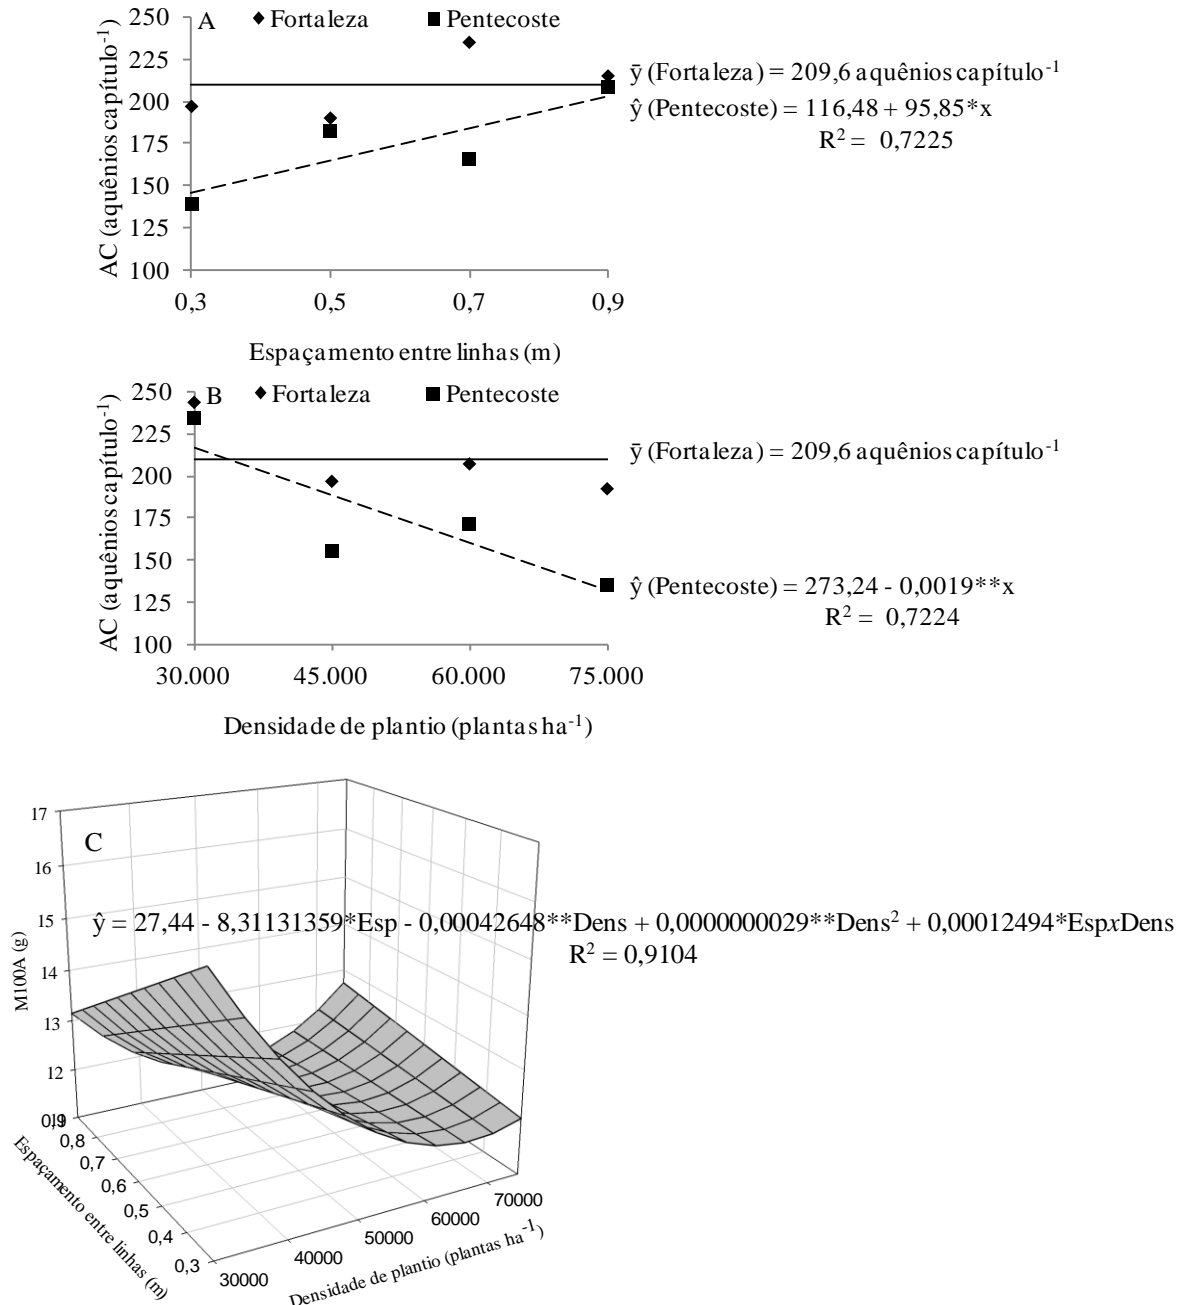 A ◆ Fortaleza ■ Pentecoste
AC (aquênios capítulo⁻¹)
250
225
200
175
150
125
100
0,3 0,5 0,7 0,9
Espaçamento entre linhas (m)
ȳ (Fortaleza) = 209,6 aquênios capítulo⁻¹
ŷ (Pentecoste) = 116,48 + 95,85*x
R² = 0,7225
B ◆ Fortaleza ■ Pentecoste
AC (aquênios capítulo⁻¹)
250
225
200
175
150
125
100
30.000 45.000 60.000 75.000
Densidade de plantio (plantas ha⁻¹)
ȳ (Fortaleza) = 209,6 aquênios capítulo⁻¹
ŷ (Pentecoste) = 273,24 - 0,0019**x
R² = 0,7224
C
M100A (g)
17
16
15
14
13
12
ŷ = 27,44 - 8,31131359*Esp - 0,00042648**Dens + 0,0000000029**Dens² + 0,00012494*EspxDens
R² = 0,9104
0,9
0,8
0,7
0,6
0,5
0,4
0,3
Espaçamento entre linhas (m)
30000
40000
50000
60000
70000
Densidade de plantio (plantas ha⁻¹)